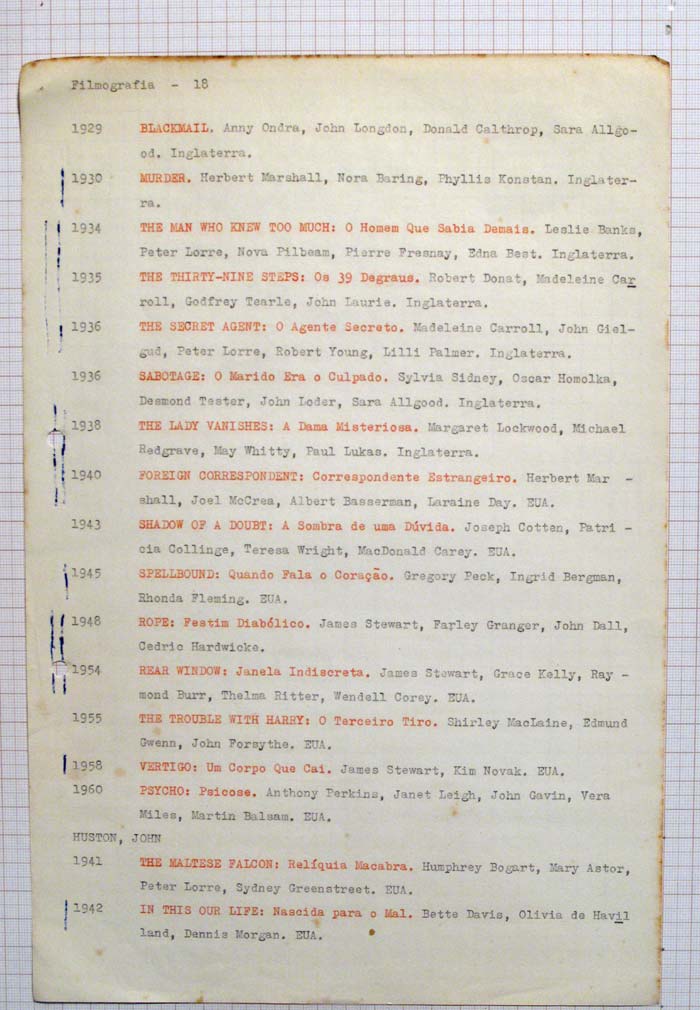 Filmografia - 18
1929 BLACKMAIL. Anny Ondra, John Longdon, Donald Calthrop, Sara Allgo-
od. Inglaterra.
1930 MURDER. Herbert Marshall, Nora Baring, Phyllis Konstan. Inglater-
ra.
1934 THE MAN WHO KNEW TOO MUCH: O Homem Que Sabia Demais. Leslie Banks,
Peter Lorre, Nova Pilbeam, Pierre Fresnay, Edna Best. Inglaterra.
1935 THE THIRTY-NINE STEPS: Os 39 Degraus. Robert Donat, Madeleine Car
roll, Godfrey Tearle, John Laurie. Inglaterra.
1936 THE SECRET AGENT: O Agente Secreto. Madeleine Carroll, John Giel-
gud, Peter Lorre, Robert Young, Lilli Palmer. Inglaterra.
1936 SABOTAGE: O Marido Era o Culpado. Sylvia Sidney, Oscar Homolka,
Desmond Tester, John Loder, Sara Allgood. Inglaterra.
1938 THE LADY VANISHES: A Dama Misteriosa. Margaret Lockwood, Michael
Redgrave, May Whitty, Paul Lukas. Inglaterra.
1940 FOREIGN CORRESPONDENT: Correspondente Estrangeiro. Herbert Mar -
shall, Joel McCrea, Albert Basserman, Laraine Day. EUA.
1943 SHADOW OF A DOUBT: A Sombra de uma Dúvida. Joseph Cotten, Patri -
cia Collinge, Teresa Wright, MacDonald Carey. EUA.
1945 SPELLBOUND: Quando Fala o Coração. Gregory Peck, Ingrid Bergman,
Rhonda Fleming. EUA.
1948 ROPE: Festim Diabólico. James Stewart, Farley Granger, John Dall,
Cedric Hardwicke.
1954 REAR WINDOW: Janela Indiscreta. James Stewart, Grace Kelly, Ray -
mond Burr, Thelma Ritter, Wendell Corey. EUA.
1955 THE TROUBLE WITH HARRY: O Terceiro Tiro. Shirley MacLaine, Edmund
Gwenn, John Forsythe. EUA.
1958 VERTIGO: Um Corpo Que Cai. James Stewart, Kim Novak. EUA.
1960 PSYCHO: Psicose. Anthony Perkins, Janet Leigh, John Gavin, Vera
Miles, Martin Balsam. EUA.
HUSTON, JOHN
1941 THE MALTESE FALCON: Relíquia Macabra. Humphrey Bogart, Mary Astor,
Peter Lorre, Sydney Greenstreet. EUA.
1942 IN THIS OUR LIFE: Nascida para o Mal. Bette Davis, Olivia de Havil
land, Dennis Morgan. EUA.